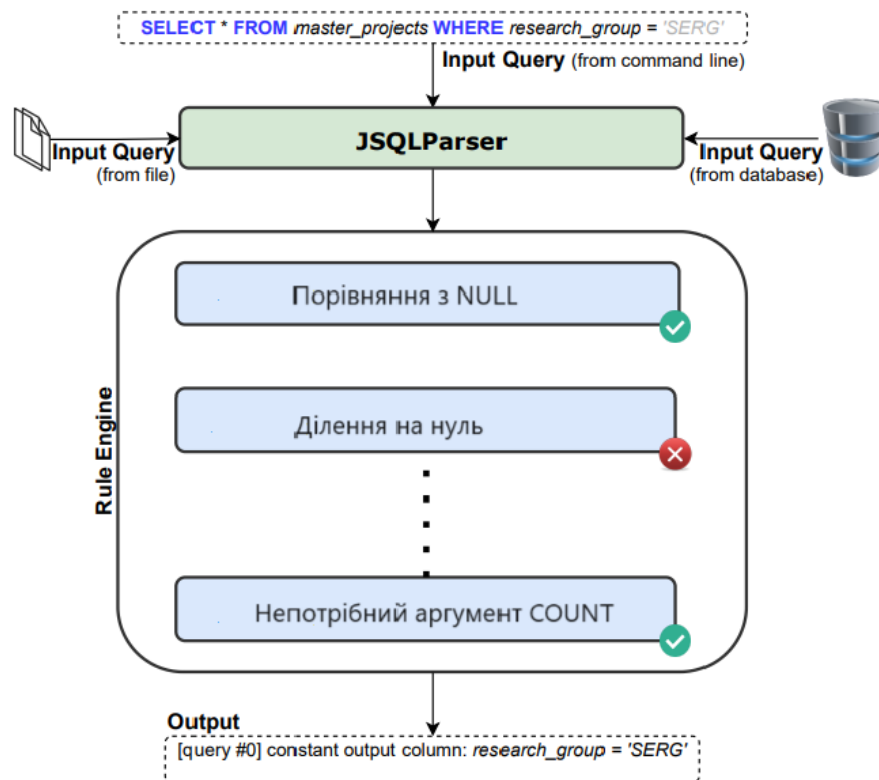 SELECT * FROM master_projects WHERE research_group = 'SERG'
Input Query (from command line)
JSQLParser
Input Query
(from file)
Input Query
(from database)
Rule Engine
Порівняння з NULL
Ділення на нуль
Непотрібний аргумент COUNT
Output
[query #0] constant output column: research_group = 'SERG'